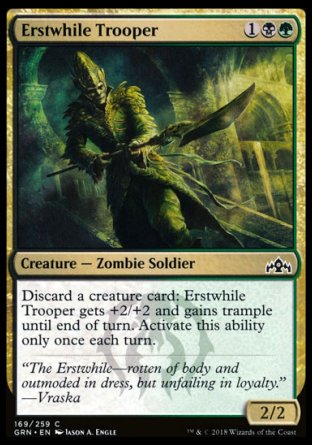 Erstwhile Trooper 1
Creature — Zombie Soldier
Discard a creature card: Erstwhile
Trooper gets +2/+2 and gains trample
until end of turn. Activate this ability
only once each turn.
"The Erstwhile—rotten of body and
outmoded in dress, but unfailing in loyalty."
—Vraska
2/2
169/259 C
GRN • EN Jason A. Engle ™ & © 2018 Wizards of the Coast